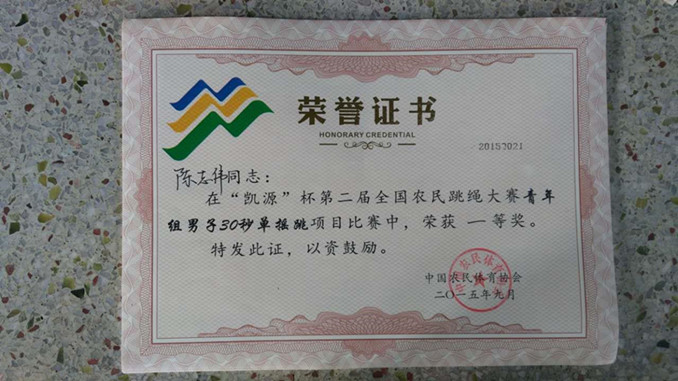 荣誉证书
HONORARY CREDENTIAL
20157021
陈志伟同志：
在“凯源”杯第二届全国农民跳绳大赛青年
组男子30秒单摇跳项目比赛中，荣获 一等奖。
特发此证，以资鼓励。
中国农民体育协会
二〇一五年九月